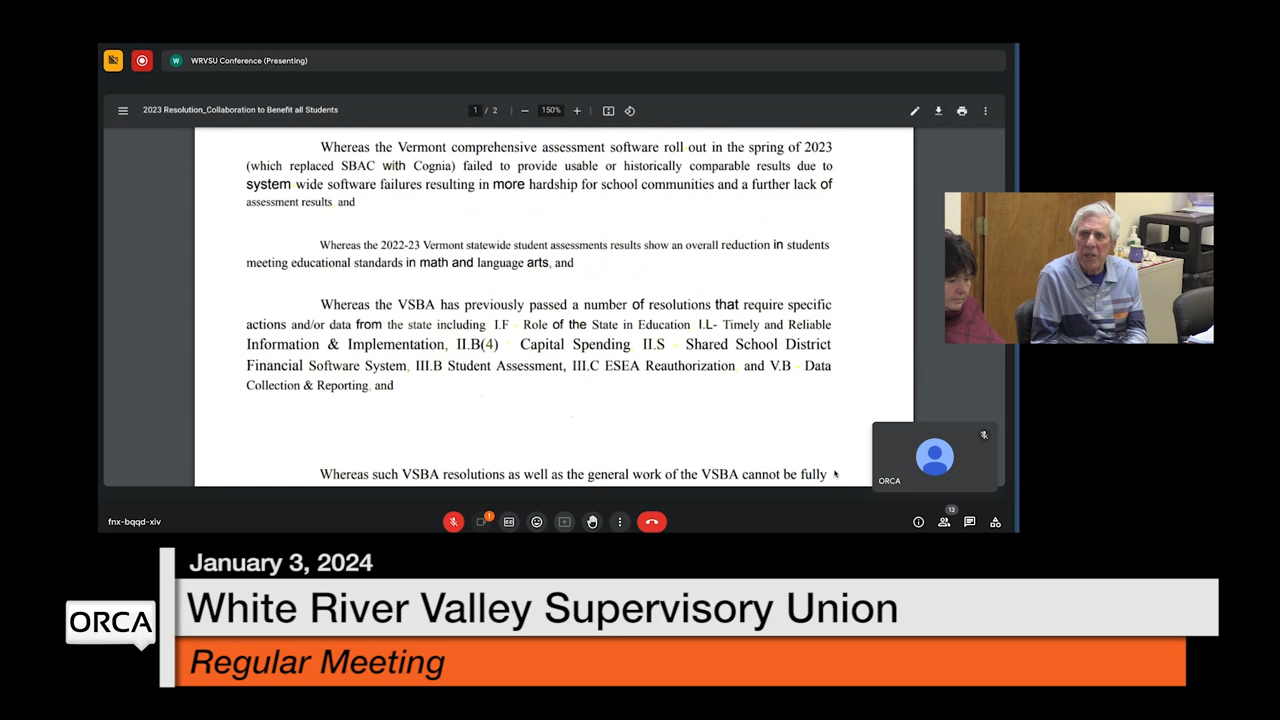 W WRVSU Conference (Presenting)
2023 Resolution_Collaboration to Benefit all Students 1 / 2 — 150% +
Whereas the Vermont comprehensive assessment software roll out in the spring of 2023
(which replaced SBAC with Cognia) failed to provide usable or historically comparable results due to
system wide software failures resulting in more hardship for school communities and a further lack of
assessment results and
Whereas the 2022-23 Vermont statewide student assessments results show an overall reduction in students
meeting educational standards in math and language arts, and
Whereas the VSBA has previously passed a number of resolutions that require specific
actions and/or data from the state including I.F - Role of the State in Education I.L- Timely and Reliable
Information & Implementation, II.B(4) - Capital Spending, II.S - Shared School District
Financial Software System, III.B Student Assessment, III.C ESEA Reauthorization, and V.B - Data
Collection & Reporting, and
Whereas such VSBA resolutions as well as the general work of the VSBA cannot be fully
ORCA
fnx-bqqd-xiv
13
January 3, 2024
White River Valley Supervisory Union
ORCA
Regular Meeting